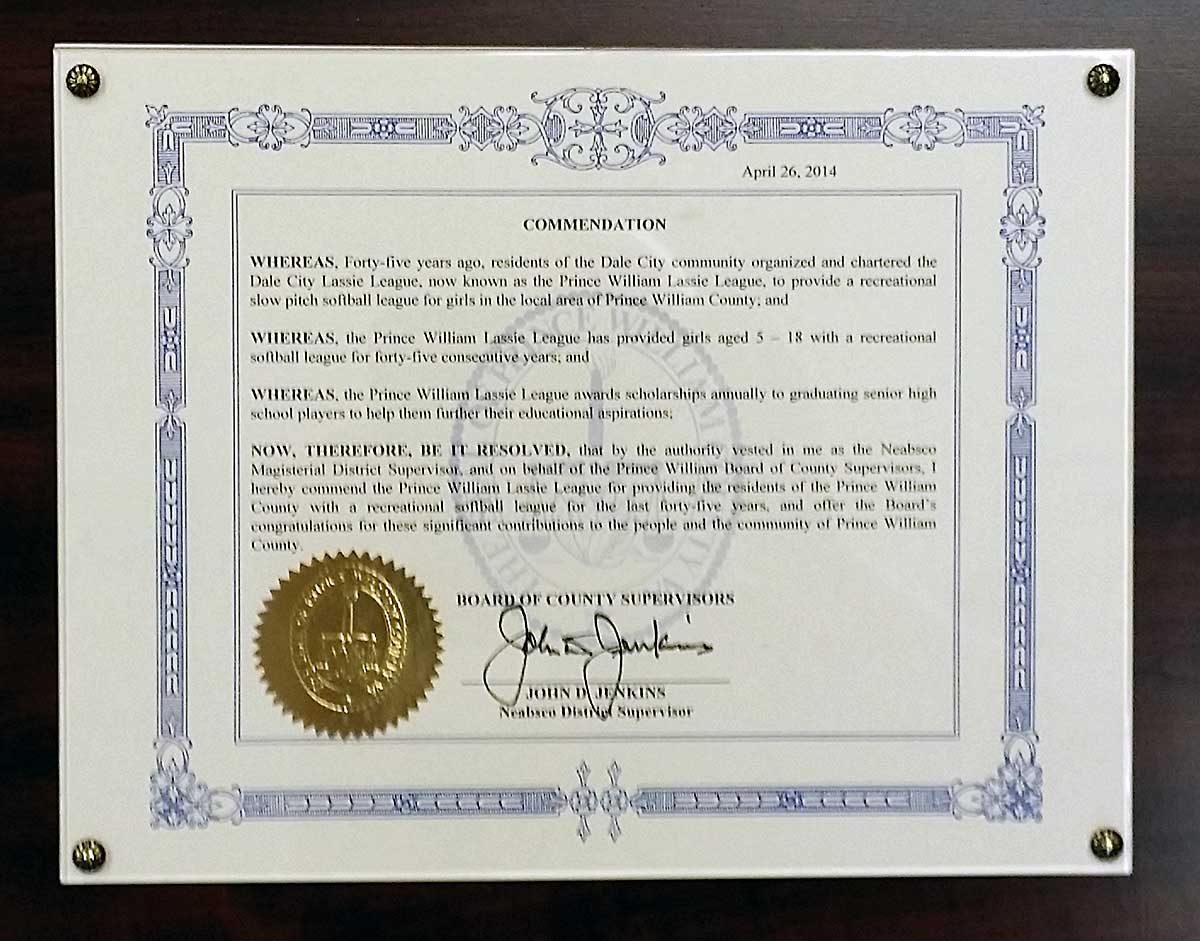 April 26, 2014
COMMENDATION
WHEREAS, Forty-five years ago, residents of the Dale City community organized and chartered the
Dale City Lassie League, now known as the Prince William Lassie League, to provide a recreational
slow pitch softball league for girls in the local area of Prince William County; and
WHEREAS, the Prince William Lassie League has provided girls aged 5 – 18 with a recreational
softball league for forty-five consecutive years; and
WHEREAS, the Prince William Lassie League awards scholarships annually to graduating senior high
school players to help them further their educational aspirations;
NOW, THEREFORE, BE IT RESOLVED, that by the authority vested in me as the Neabsco
Magisterial District Supervisor, and on behalf of the Prince William Board of County Supervisors, I
hereby commend the Prince William Lassie League for providing the residents of the Prince William
County with a recreational softball league for the last forty-five years, and offer the Board's
congratulations for these significant contributions to the people and the community of Prince William
County.
PRINCE WILLIAM
BOARD OF COUNTY SUPERVISORS
John D. Jenkins
JOHN D. JENKINS
Neabsco District Supervisor